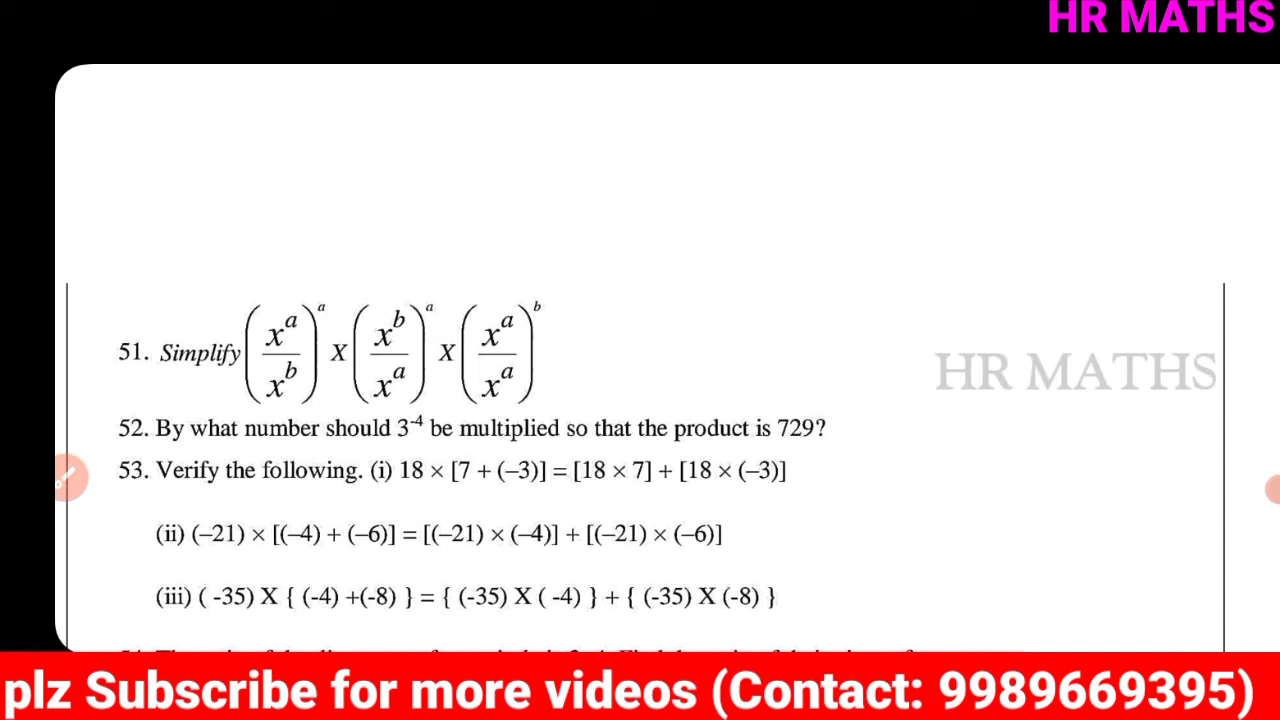 HR MATHS
51. Simplify (x^a / x^b)^a X (x^b / x^a)^a X (x^a / x^a)^b
HR MATHS
52. By what number should 3^-4 be multiplied so that the product is 729?
53. Verify the following. (i) 18 × [7 + (–3)] = [18 × 7] + [18 × (–3)]
(ii) (–21) × [(–4) + (–6)] = [(–21) × (–4)] + [(–21) × (–6)]
(iii) ( -35) X { (-4) +(-8) } = { (-35) X ( -4) } + { (-35) X (-8) }
plz Subscribe for more videos (Contact: 9989669395)